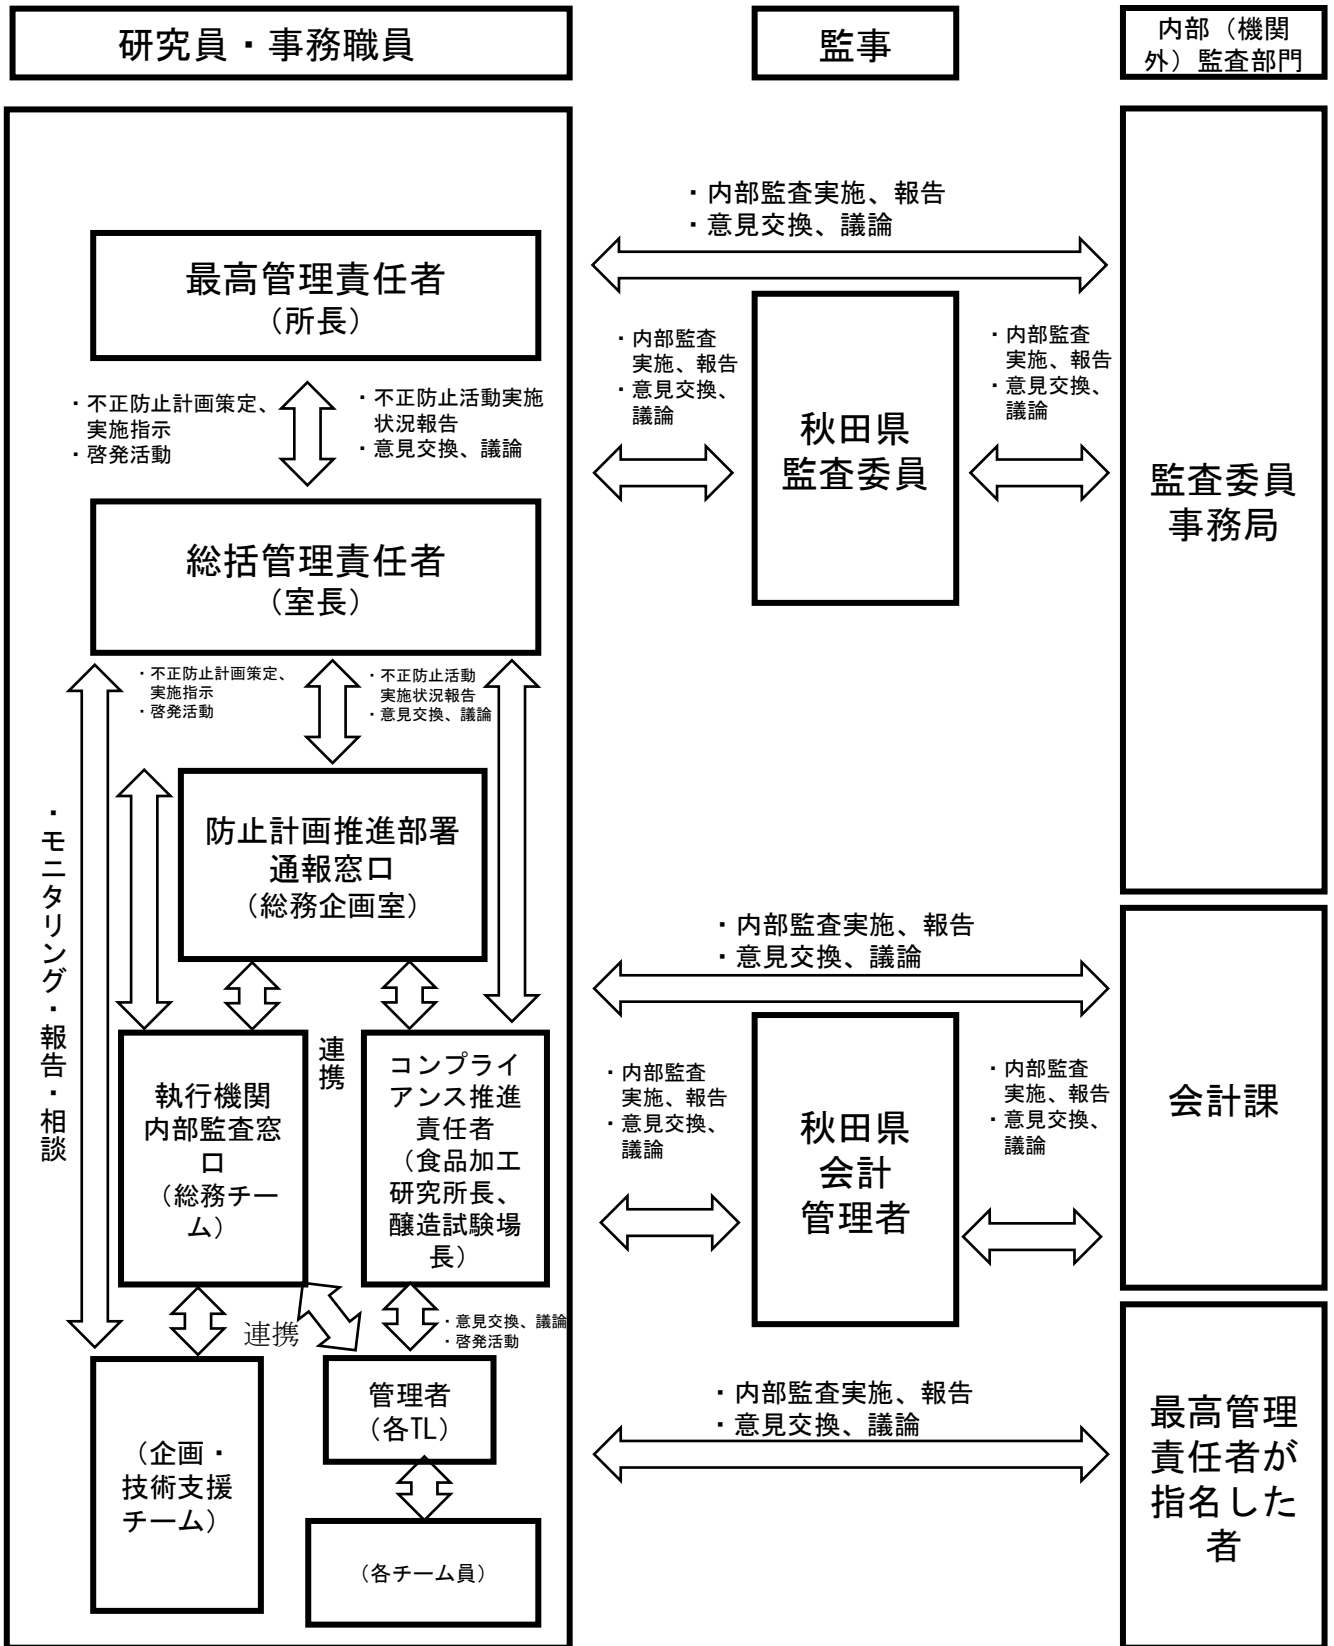 研究員・事務職員
監事
内部（機関
外）監査部門
・内部監査実施、報告
・意見交換、議論
最高管理責任者
（所長）
・不正防止計画策定、
実施指示
・啓発活動
・不正防止活動実施
状況報告
・意見交換、議論
・内部監査
実施、報告
・意見交換、
議論
秋田県
監査委員
・内部監査
実施、報告
・意見交換、
議論
監査委員
事務局
総括管理責任者
（室長）
・不正防止計画策定、
実施指示
・啓発活動
・不正防止活動
実施状況報告
・意見交換、議論
・モニタリング・報告・相談
防止計画推進部署
通報窓口
（総務企画室）
執行機関
内部監査窓
口
（総務チー
ム）
連携
コンプライ
アンス推進
責任者
（食品加工
研究所長、
醸造試験場
長）
・内部監査実施、報告
・意見交換、議論
・内部監査
実施、報告
・意見交換、
議論
秋田県
会計
管理者
・内部監査
実施、報告
・意見交換、
議論
会計課
連携
・意見交換、議論
・啓発活動
（企画・
技術支援
チーム）
管理者
（各TL）
（各チーム員）
・内部監査実施、報告
・意見交換、議論
最高管理
責任者が
指名した
者